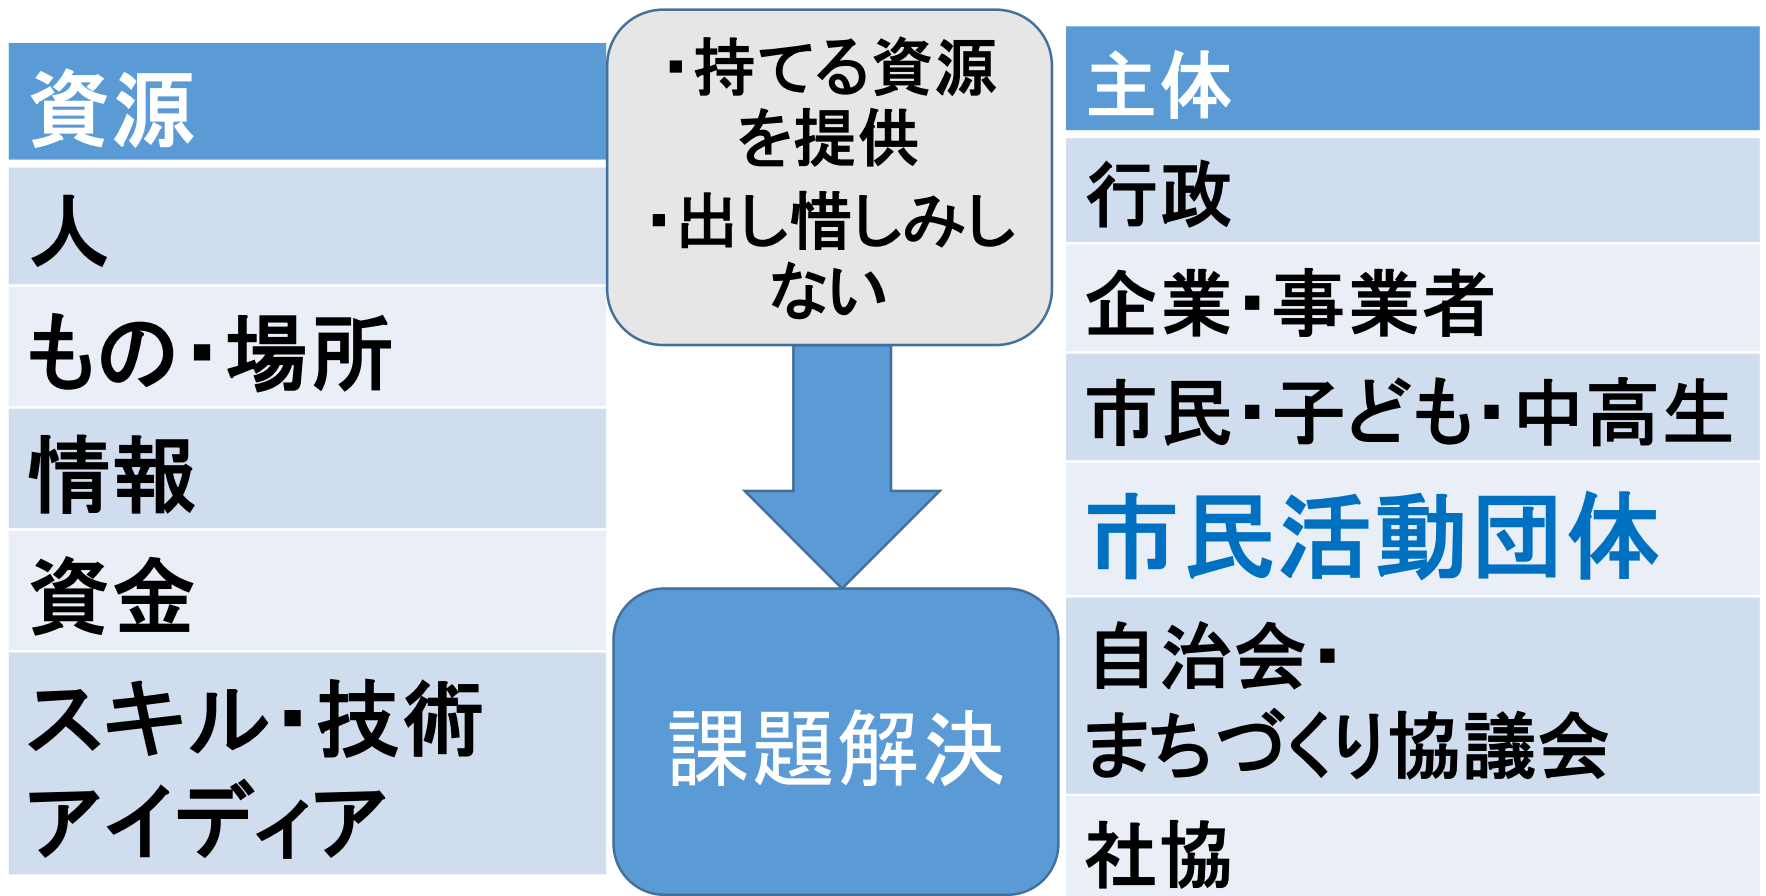 資源
人
もの・場所
情報
資金
スキル・技術
アイディア
・持てる資源
を提供
・出し惜しみし
ない
課題解決
主体
行政
企業・事業者
市民・子ども・中高生
市民活動団体
自治会・
まちづくり協議会
社協